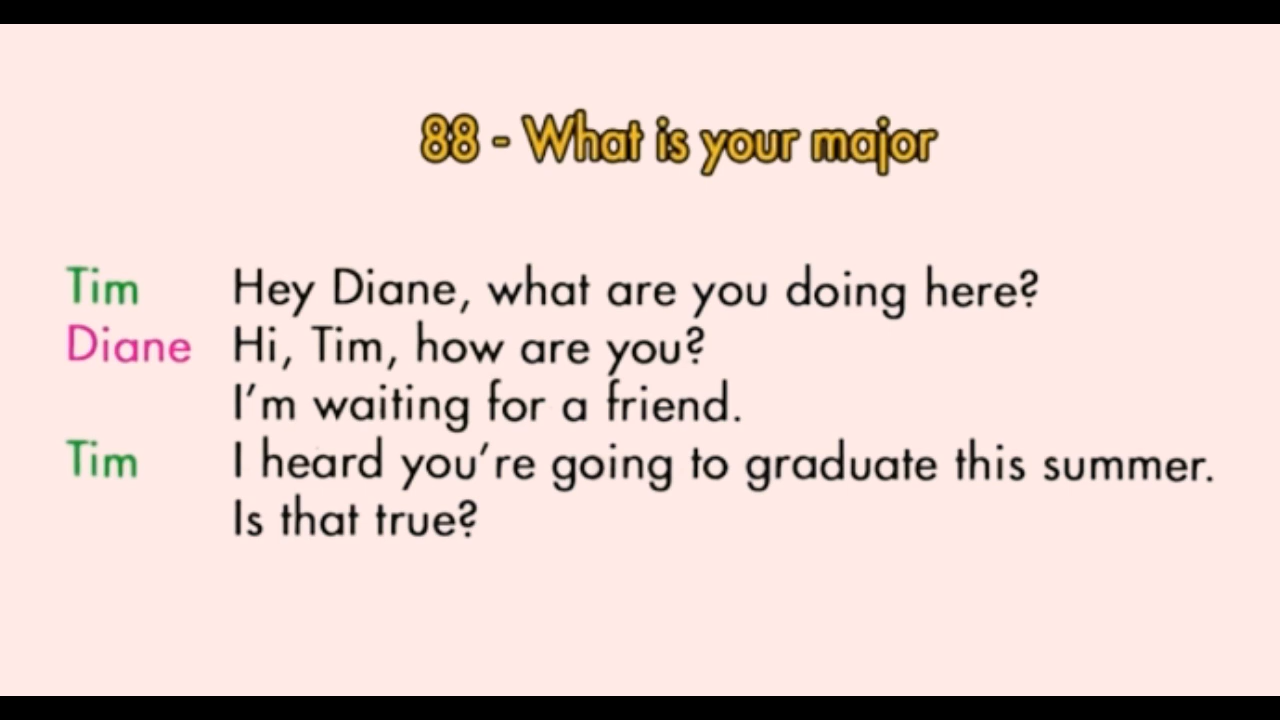 88 - What is your major
Tim Hey Diane, what are you doing here?
Diane Hi, Tim, how are you?
I'm waiting for a friend.
Tim I heard you're going to graduate this summer.
Is that true?